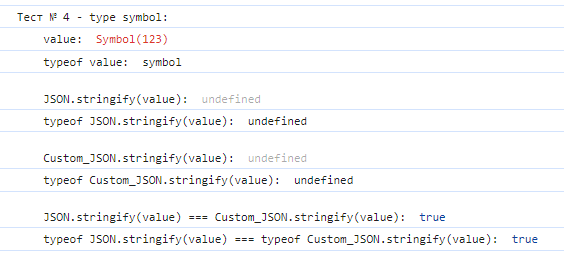 Тест № 4 - type symbol:
value: Symbol(123)
typeof value: symbol
JSON.stringify(value): undefined
typeof JSON.stringify(value): undefined
Custom_JSON.stringify(value): undefined
typeof Custom_JSON.stringify(value): undefined
JSON.stringify(value) === Custom_JSON.stringify(value): true
typeof JSON.stringify(value) === typeof Custom_JSON.stringify(value): true